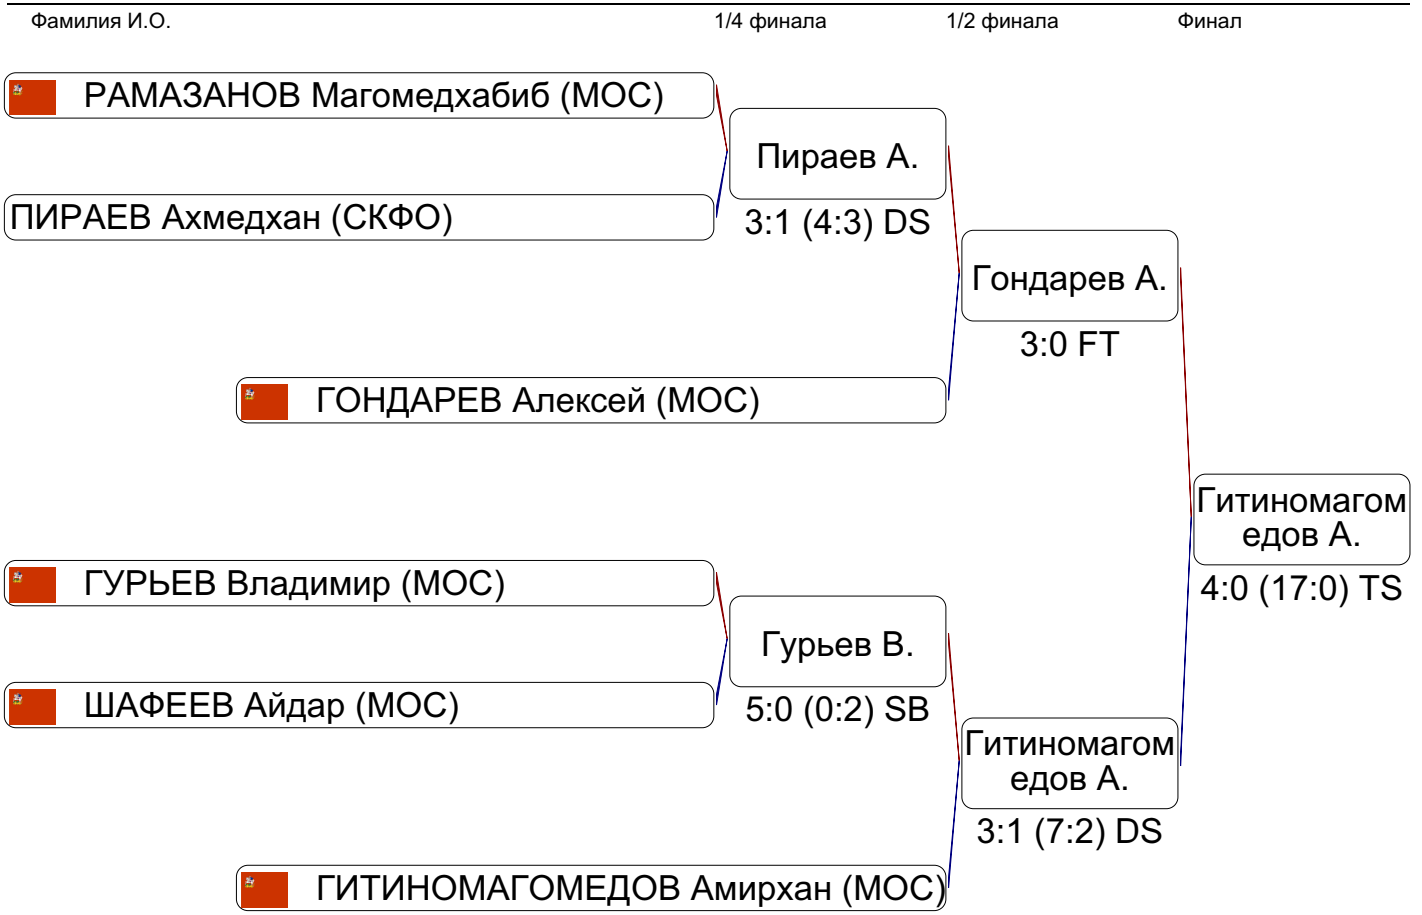 Фамилия И.О. 1/4 финала 1/2 финала Финал
РАМАЗАНОВ Магомедхабиб (МОС)
Пираев А.
ПИРАЕВ Ахмедхан (СКФО)
3:1 (4:3) DS
Гондарев А.
3:0 FT
ГОНДАРЕВ Алексей (МОС)
Гитиномагом
едов А.
4:0 (17:0) TS
ГУРЬЕВ Владимир (МОС)
Гурьев В.
ШАФЕЕВ Айдар (МОС)
5:0 (0:2) SB
Гитиномагом
едов А.
3:1 (7:2) DS
ГИТИНОМАГОМЕДОВ Амирхан (МОС)